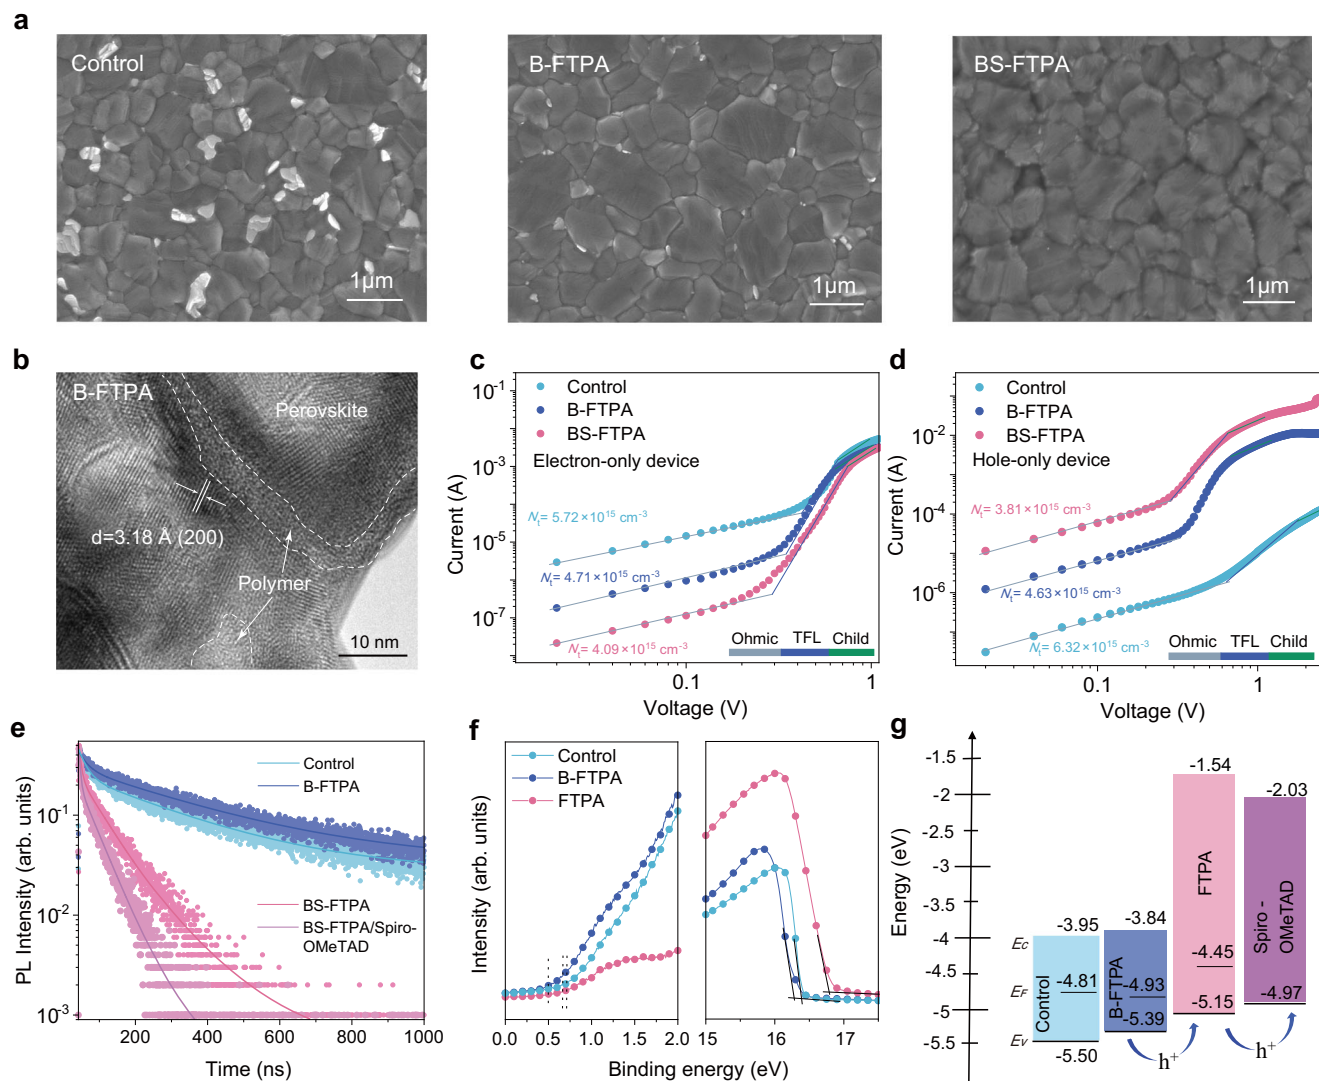 a
Control
1μm
B-FTPA
1μm
BS-FTPA
1μm
b
B-FTPA
Perovskite
d=3.18 Å (200)
Polymer
10 nm
c
Current (A)
10⁻¹
10⁻³
10⁻⁵
10⁻⁷
Control
B-FTPA
BS-FTPA
Electron-only device
Nₜ= 5.72×10¹⁵ cm⁻³
Nₜ= 4.71×10¹⁵ cm⁻³
Nₜ= 4.09×10¹⁵ cm⁻³
Ohmic TFL Child
0.1 1
Voltage (V)
d
Current (A)
10⁻²
10⁻⁴
10⁻⁶
Control
B-FTPA
BS-FTPA
Hole-only device
Nₜ= 3.81×10¹⁵ cm⁻³
Nₜ= 4.63×10¹⁵ cm⁻³
Nₜ= 6.32×10¹⁵ cm⁻³
Ohmic TFL Child
0.1 1
Voltage (V)
e
PL Intensity (arb. units)
10⁻¹
10⁻²
10⁻³
Control
B-FTPA
BS-FTPA
BS-FTPA/Spiro-
OMeTAD
200 400 600 800 1000
Time (ns)
f
Intensity (arb. units)
Control
B-FTPA
FTPA
0.0 0.5 1.0 1.5 2.0
15 16 17
Binding energy (eV)
g
Energy (eV)
-1.5
-2
-2.5
-3
-3.5
-4
-4.5
-5
-5.5
EC
EF
EV
-3.95
-4.81
Control
-5.50
-3.84
B-FTPA
-4.93
-5.39
-1.54
FTPA
-4.45
-5.15
-2.03
Spiro -
OMeTAD
-4.97
h⁺
h⁺